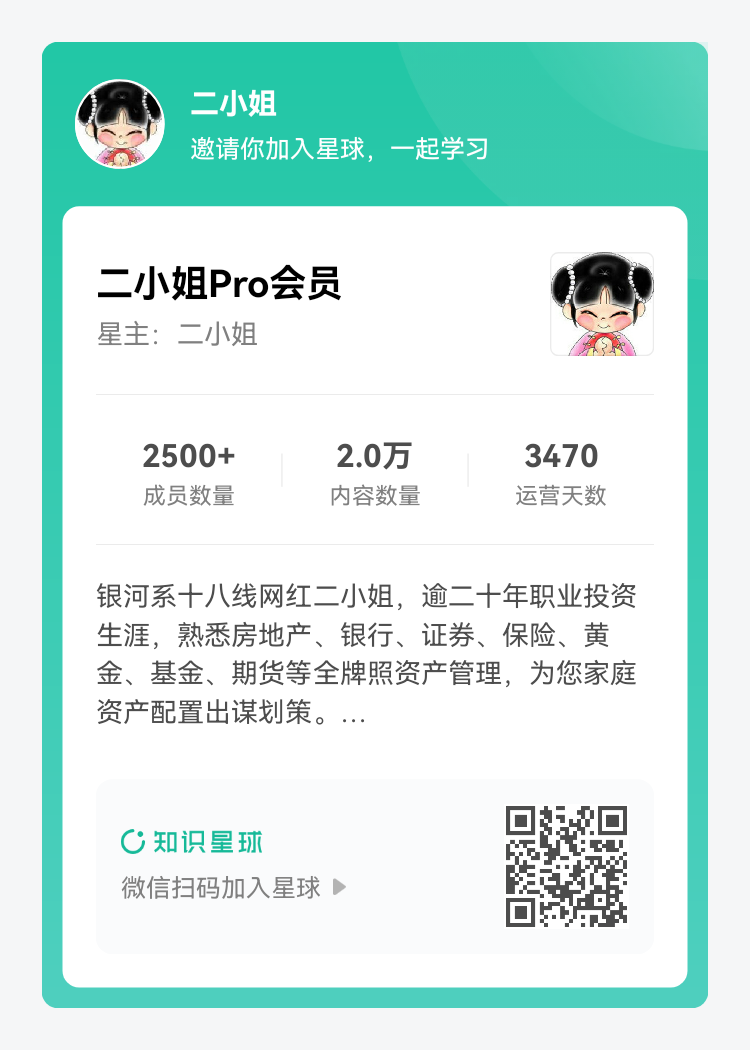 二小姐
邀请你加入星球，一起学习
二小姐Pro会员
星主：二小姐
2500+
2.0万
3470
成员数量
内容数量
运营天数
银河系十八线网红二小姐，逾二十年职业投资
生涯，熟悉房地产、银行、证券、保险、黄
金、基金、期货等全牌照资产管理，为您家庭
资产配置出谋划策。...
知识星球
微信扫码加入星球